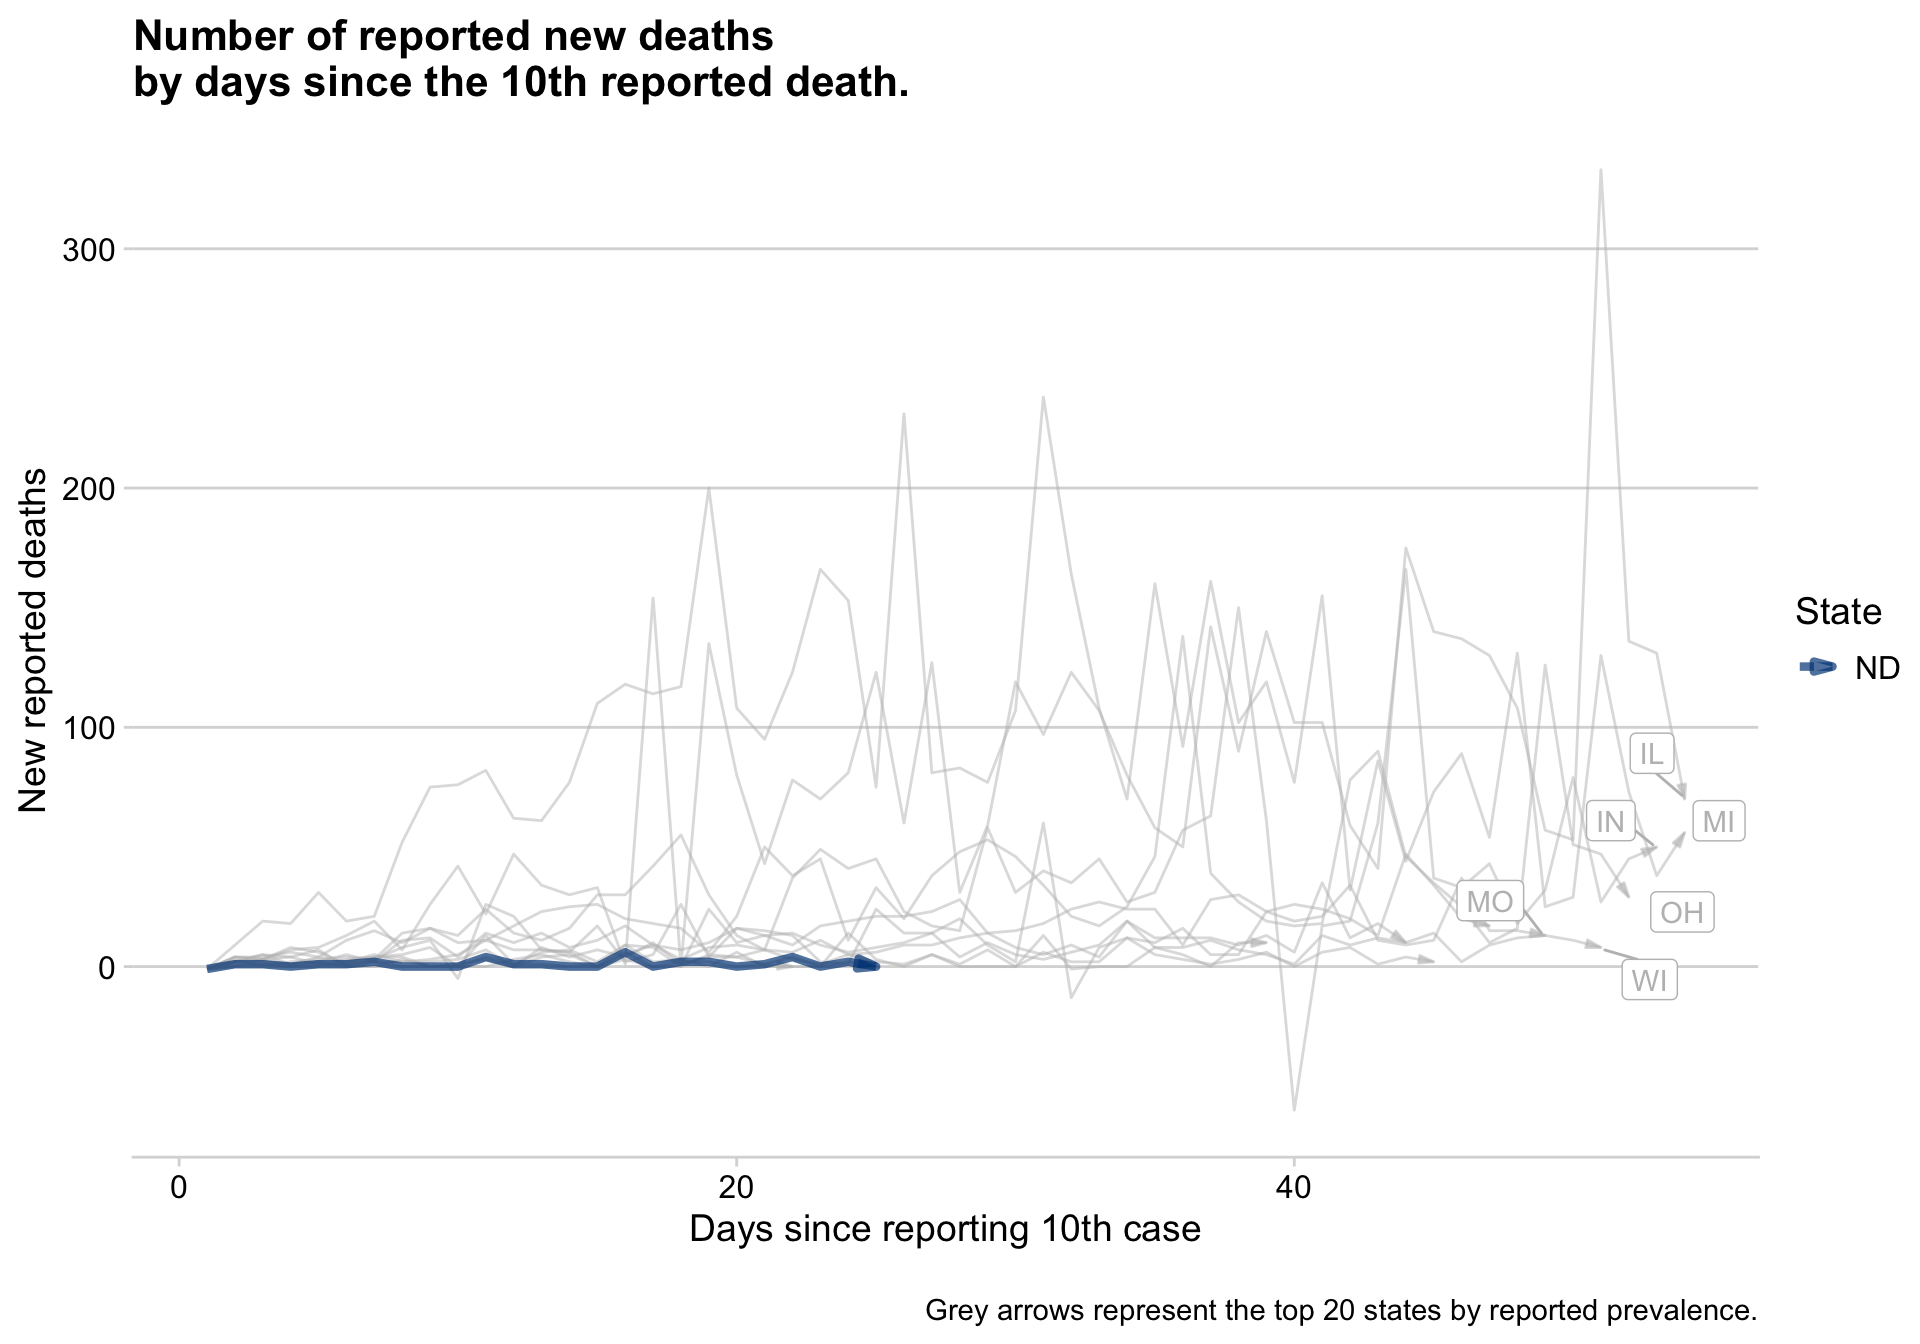 Number of reported new deaths
by days since the 10th reported death.
New reported deaths
300
200
100
0
IL
IN
MI
MO
OH
WI
State
ND
0
20
40
Days since reporting 10th case
Grey arrows represent the top 20 states by reported prevalence.